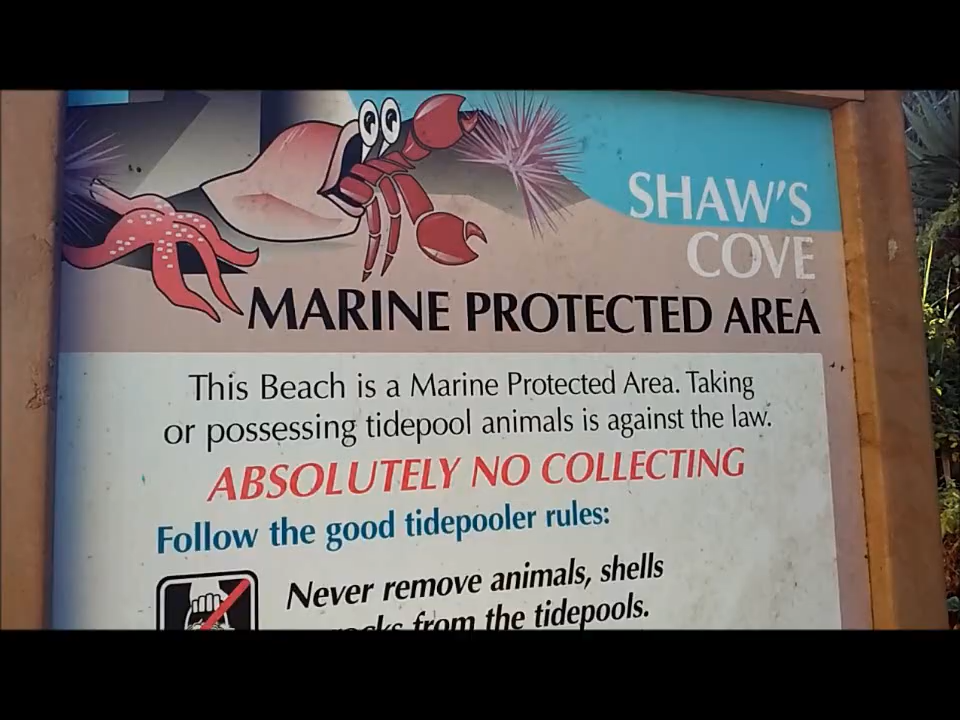 SHAW'S
COVE
MARINE PROTECTED AREA
This Beach is a Marine Protected Area. Taking
or possessing tidepool animals is against the law.
ABSOLUTELY NO COLLECTING
Follow the good tidepooler rules:
Never remove animals, shells
rocks from the tidepools.